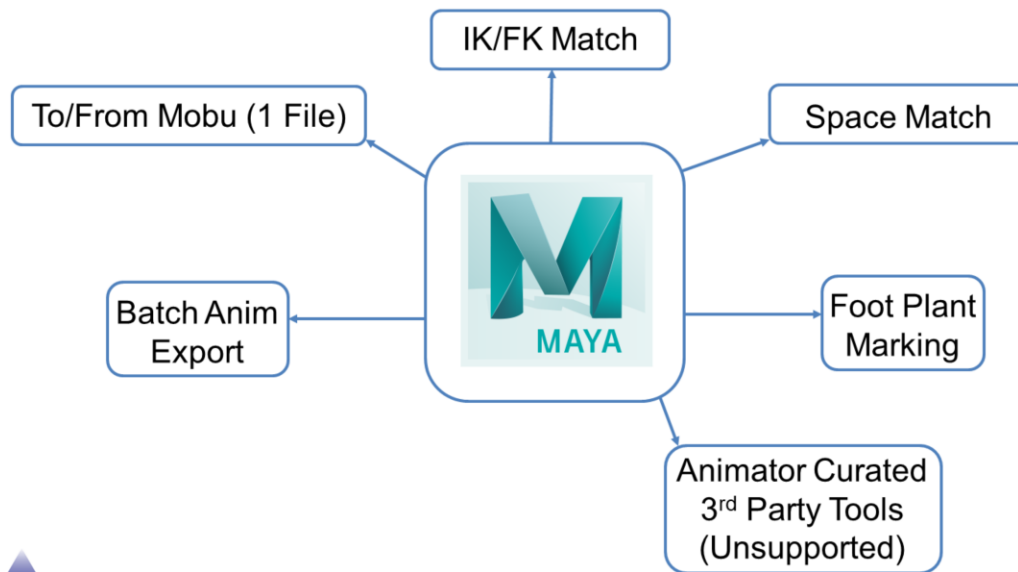 IK/FK Match
To/From Mobu (1 File)
Space Match
MAYA
Batch Anim
Export
Foot Plant
Marking
Animator Curated
3rd Party Tools
(Unsupported)